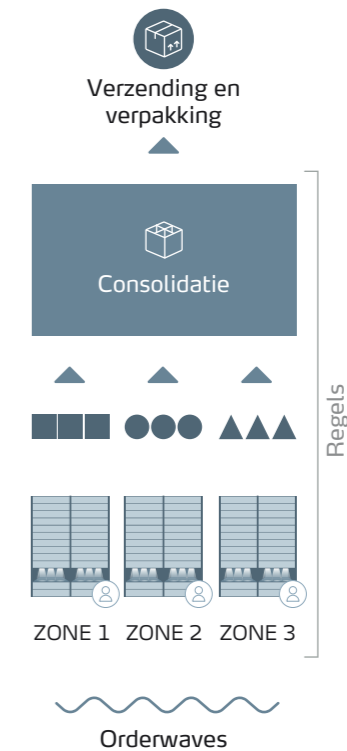 Verzending en
verpakking
Consolidatie
Regels
ZONE 1 ZONE 2 ZONE 3
Orderwaves